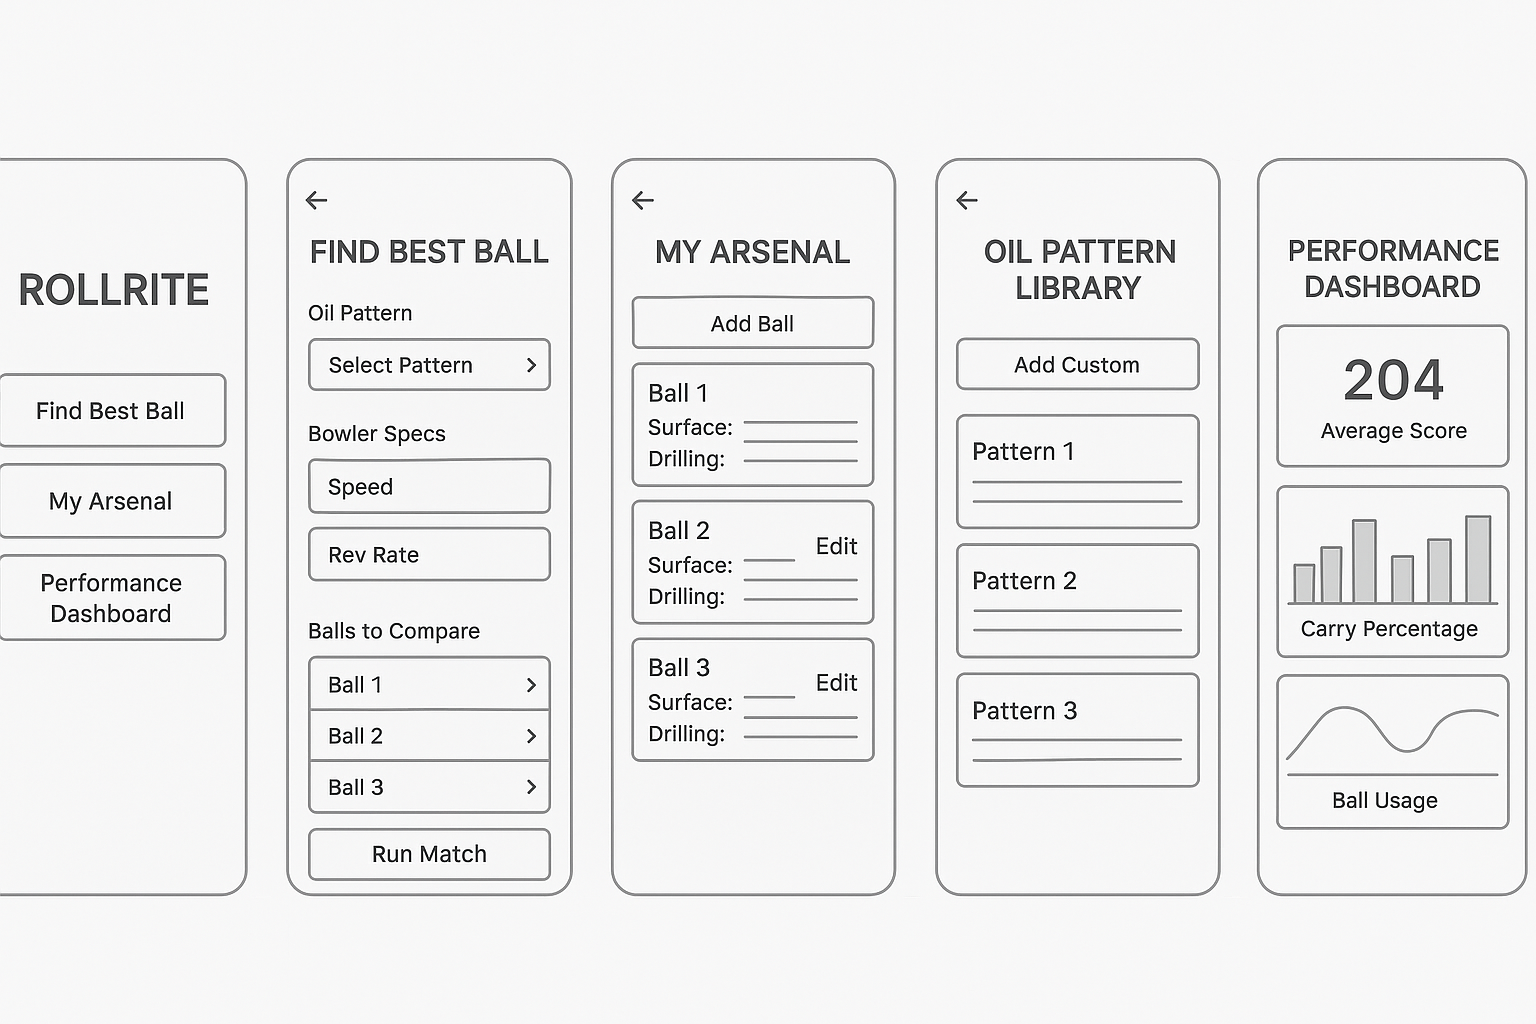 ROLLRITE
Find Best Ball
My Arsenal
Performance
Dashboard
FIND BEST BALL
Oil Pattern
Select Pattern
Bowler Specs
Speed
Rev Rate
Balls to Compare
Ball 1
Ball 2
Ball 3
Run Match
MY ARSENAL
Add Ball
Ball 1
Surface:
Drilling:
Ball 2
Edit
Surface:
Drilling:
Ball 3
Edit
Surface:
Drilling:
OIL PATTERN
LIBRARY
Add Custom
Pattern 1
Pattern 2
Pattern 3
PERFORMANCE
DASHBOARD
204
Average Score
Carry Percentage
Ball Usage